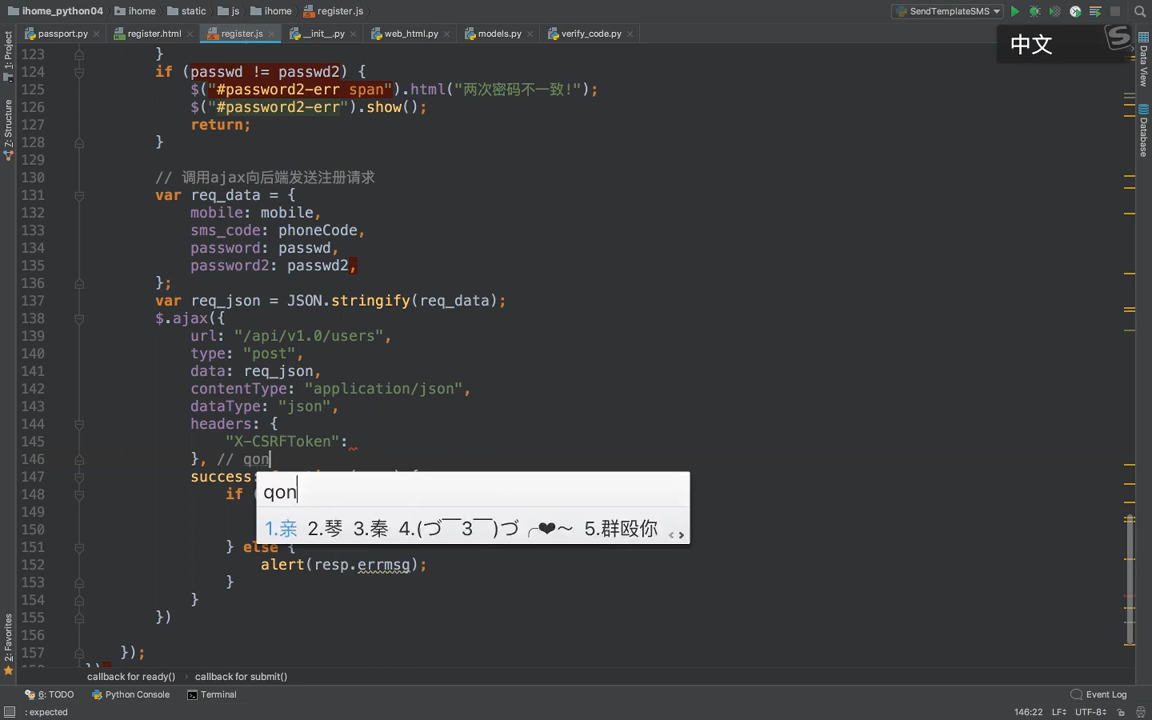 ihome_python04 ihome static js ihome register.js SendTemplateSMS
passport.py register.html register.js __init__.py web_html.py models.py verify_code.py
中文
1: Project
Z: Structure
2: Favorites
Data View
Database
123 }
124 if (passwd != passwd2) {
125 $("#password2-err span").html("两次密码不一致!");
126 $("#password2-err").show();
127 return;
128 }
129
130 // 调用ajax向后端发送注册请求
131 var req_data = {
132 mobile: mobile,
133 sms_code: phoneCode,
134 password: passwd,
135 password2: passwd2,
136 };
137 var req_json = JSON.stringify(req_data);
138 $.ajax({
139 url: "/api/v1.0/users",
140 type: "post",
141 data: req_json,
142 contentType: "application/json",
143 dataType: "json",
144 headers: {
145 "X-CSRFToken":
146 }, // qon
147 success:
148 if (
149
150
151 } else {
152 alert(resp.errmsg);
153 }
154 }
155 })
156
157 });
qon
1.亲 2.琴 3.秦 4.(づ￣3￣)づ╭❤～ 5.群殴你
callback for ready() callback for submit()
6: TODO Python Console Terminal Event Log
: expected 146:22 LF÷ UTF-8÷